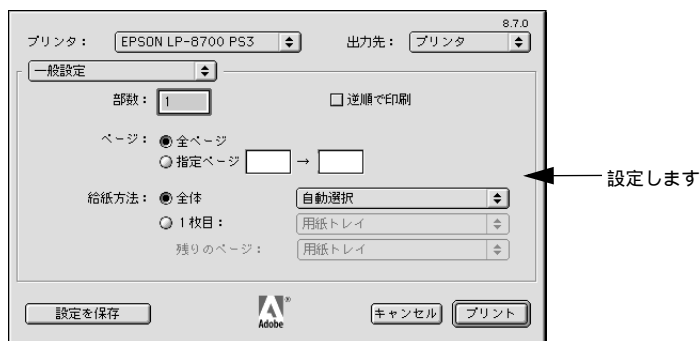 8.7.0
プリンタ： EPSON LP-8700 PS3 出力先： プリンタ
一般設定
部数： 1 逆順で印刷
ページ： 全ページ
指定ページ →
設定します
給紙方法： 全体 自動選択
1枚目： 用紙トレイ
残りのページ： 用紙トレイ
設定を保存 Adobe キャンセル プリント